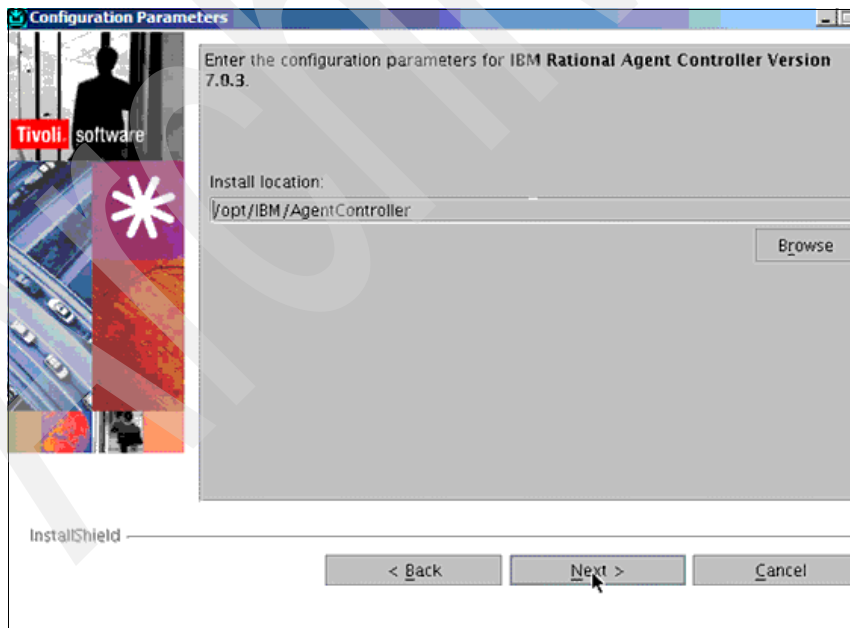 Configuration Parameters
Enter the configuration parameters for IBM Rational Agent Controller Version
7.0.3.
Tivoli. software
Install location:
/opt/IBM/AgentController
Browse
InstallShield
< Back
Next >
Cancel